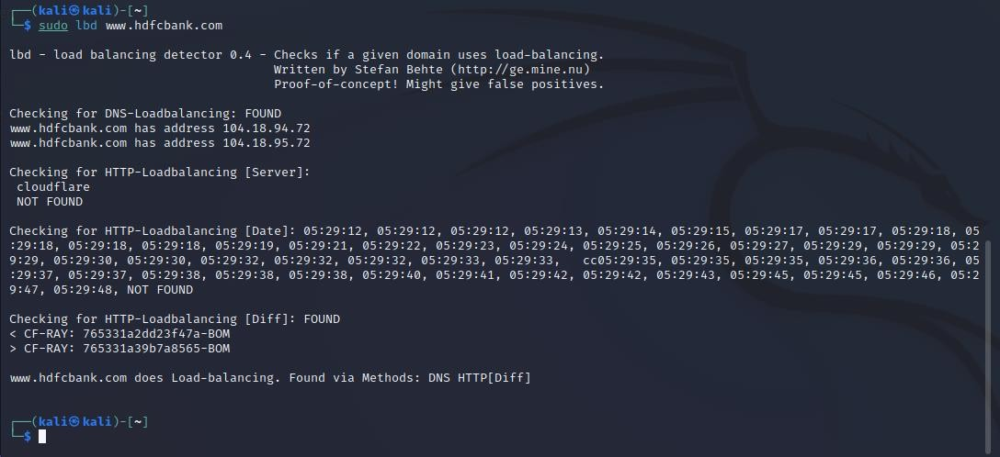 ┌──(kali㉿kali)-[~]
└─$ sudo lbd www.hdfcbank.com
lbd - load balancing detector 0.4 - Checks if a given domain uses load-balancing.
Written by Stefan Behte (http://ge.mine.nu)
Proof-of-concept! Might give false positives.
Checking for DNS-Loadbalancing: FOUND
www.hdfcbank.com has address 104.18.94.72
www.hdfcbank.com has address 104.18.95.72
Checking for HTTP-Loadbalancing [Server]:
cloudflare
NOT FOUND
Checking for HTTP-Loadbalancing [Date]: 05:29:12, 05:29:12, 05:29:12, 05:29:13, 05:29:14, 05:29:15, 05:29:17, 05:29:17, 05:29:18, 05
:29:18, 05:29:18, 05:29:18, 05:29:19, 05:29:21, 05:29:22, 05:29:23, 05:29:24, 05:29:25, 05:29:26, 05:29:27, 05:29:29, 05:29:29, 05:2
9:29, 05:29:30, 05:29:30, 05:29:32, 05:29:32, 05:29:32, 05:29:33, 05:29:33,   cc05:29:35, 05:29:35, 05:29:35, 05:29:36, 05:29:36, 05
:29:37, 05:29:37, 05:29:38, 05:29:38, 05:29:38, 05:29:40, 05:29:41, 05:29:42, 05:29:42, 05:29:43, 05:29:45, 05:29:45, 05:29:46, 05:2
9:47, 05:29:48, NOT FOUND
Checking for HTTP-Loadbalancing [Diff]: FOUND
< CF-RAY: 765331a2dd23f47a-BOM
> CF-RAY: 765331a39b7a8565-BOM
www.hdfcbank.com does Load-balancing. Found via Methods: DNS HTTP[Diff]
┌──(kali㉿kali)-[~]
└─$